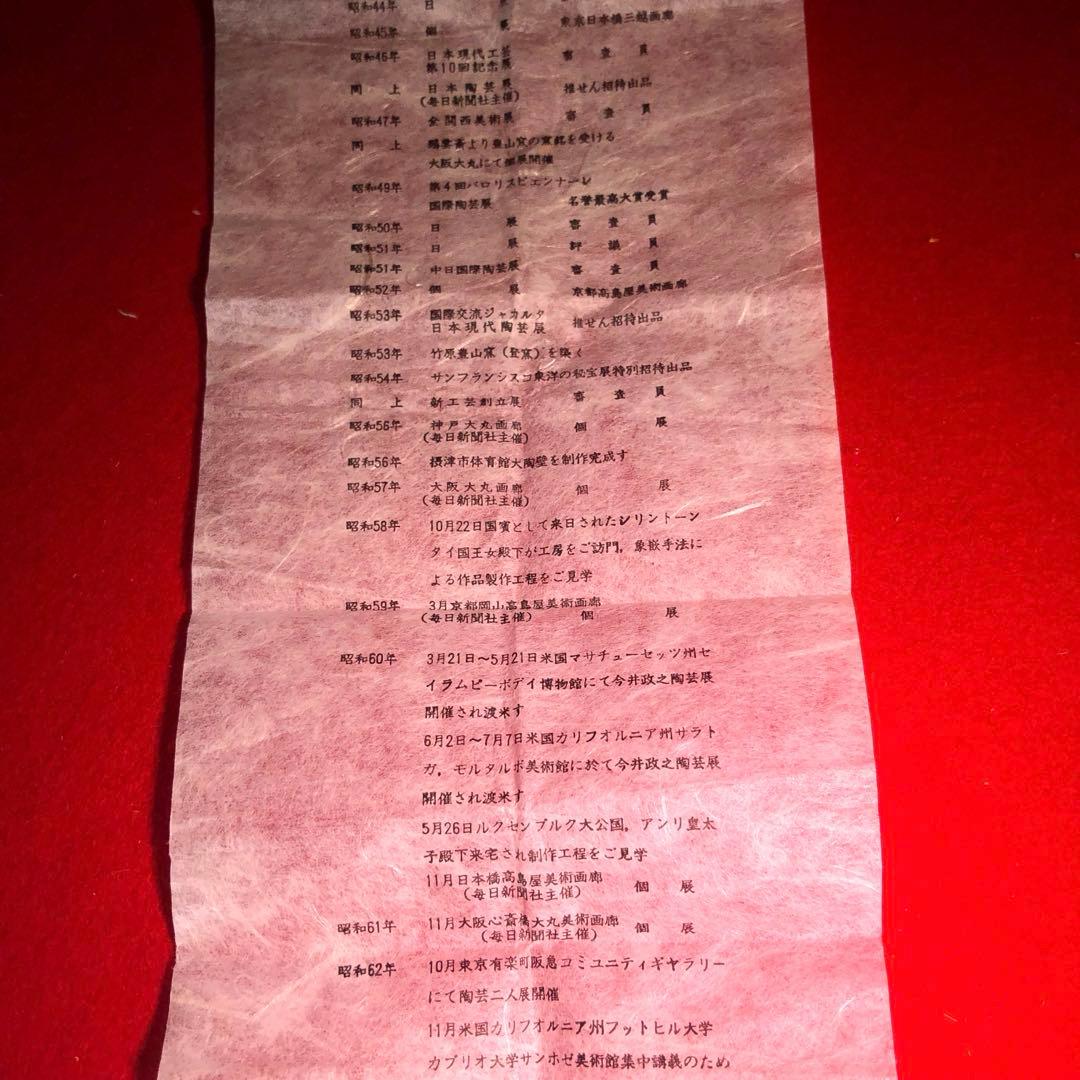 昭和44年 日 展
昭和45年 個 展 東京日本橋三越画廊
昭和46年 日本現代工芸 審査員
第10回記念展
同上 日本陶芸展 推せん招待出品
(毎日新聞社主催)
昭和47年 全関西美術展 審査員
同上 鵬雲斎より豊山窯の窯銘を受ける
大阪大丸にて個展開催
昭和49年 第4回バロリスビエンナーレ
国際陶芸展 名誉最高大賞受賞
昭和50年 日 展 審査員
昭和51年 日 展 評議員
昭和51年 中日国際陶芸展 審査員
昭和52年 個 展 京都高島屋美術画廊
昭和53年 国際交流ジャカルタ
日本現代陶芸展 推せん招待出品
昭和53年 竹原豊山窯(登窯)を築く
昭和54年 サンフランシスコ東洋の秘宝展特別招待出品
同上 新工芸創立展 審査員
昭和56年 神戸大丸画廊 個展
(毎日新聞社主催)
昭和56年 摂津市体育館大陶壁を制作完成す
昭和57年 大阪大丸画廊 個展
(毎日新聞社主催)
昭和58年 10月22日国賓として来日されたシリントーン
タイ国王女殿下が工房をご訪問,象嵌手法に
よる作品製作工程をご見学
昭和59年 3月京都岡山高島屋美術画廊
(毎日新聞社主催) 個展
昭和60年 3月21日〜5月21日米国マサチューセッツ州セ
イラムピーボデイ博物館にて今井政之陶芸展
開催され渡米す
6月2日〜7月7日米国カリフオルニア州サラト
ガ,モルタルボ美術館に於て今井政之陶芸展
開催され渡米す
5月26日ルクセンブルク大公国,アンリ皇太
子殿下来宅され制作工程をご見学
11月日本橋高島屋美術画廊 個展
(毎日新聞社主催)
昭和61年 11月大阪心斎橋大丸美術画廊 個展
(毎日新聞社主催)
昭和62年 10月東京有楽町阪急コミユニティギヤラリー
にて陶芸二人展開催
11月米国カリフオルニア州フットヒル大学
カブリオ大学サンホゼ美術館集中講義のため